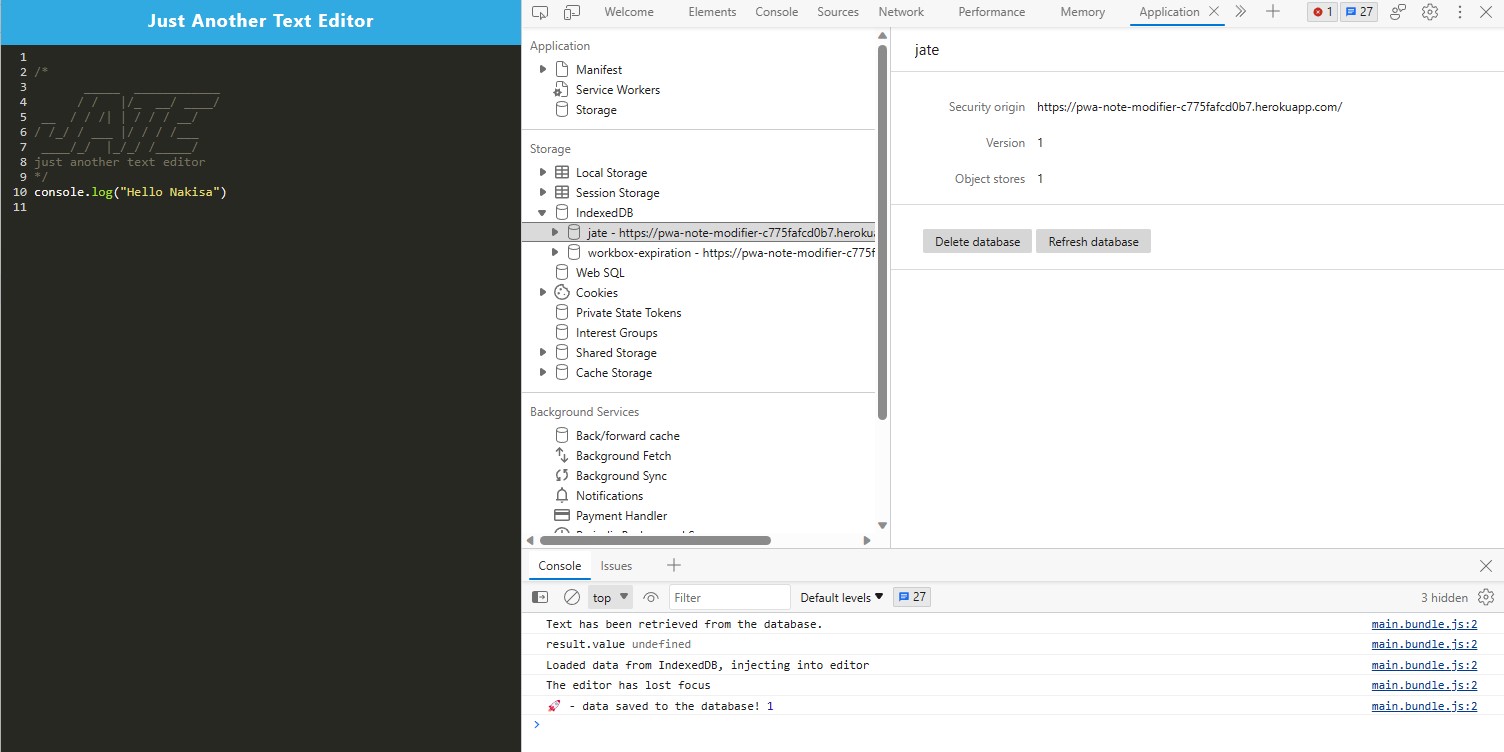 Just Another Text Editor
1
2 /*
3        _____  ____________
4       / /   |/_  __/ ____/
5  __  / / /| | / / / __/
6 / /_/ / ___ |/ / / /___
7  ____/_/  |_/_/ /_____/
8 just another text editor
9 */
10 console.log("Hello Nakisa")
11
Welcome Elements Console Sources Network Performance Memory Application 1 27
Application
Manifest
Service Workers
Storage
Storage
Local Storage
Session Storage
IndexedDB
jate - https://pwa-note-modifier-c775fafcd0b7.heroku
workbox-expiration - https://pwa-note-modifier-c775f
Web SQL
Cookies
Private State Tokens
Interest Groups
Shared Storage
Cache Storage
Background Services
Back/forward cache
Background Fetch
Background Sync
Notifications
Payment Handler
jate
Security origin https://pwa-note-modifier-c775fafcd0b7.herokuapp.com/
Version 1
Object stores 1
Delete database Refresh database
Console Issues
top Filter Default levels 27 3 hidden
Text has been retrieved from the database. main.bundle.js:2
result.value undefined main.bundle.js:2
Loaded data from IndexedDB, injecting into editor main.bundle.js:2
The editor has lost focus main.bundle.js:2
🚀 - data saved to the database! 1 main.bundle.js:2
>